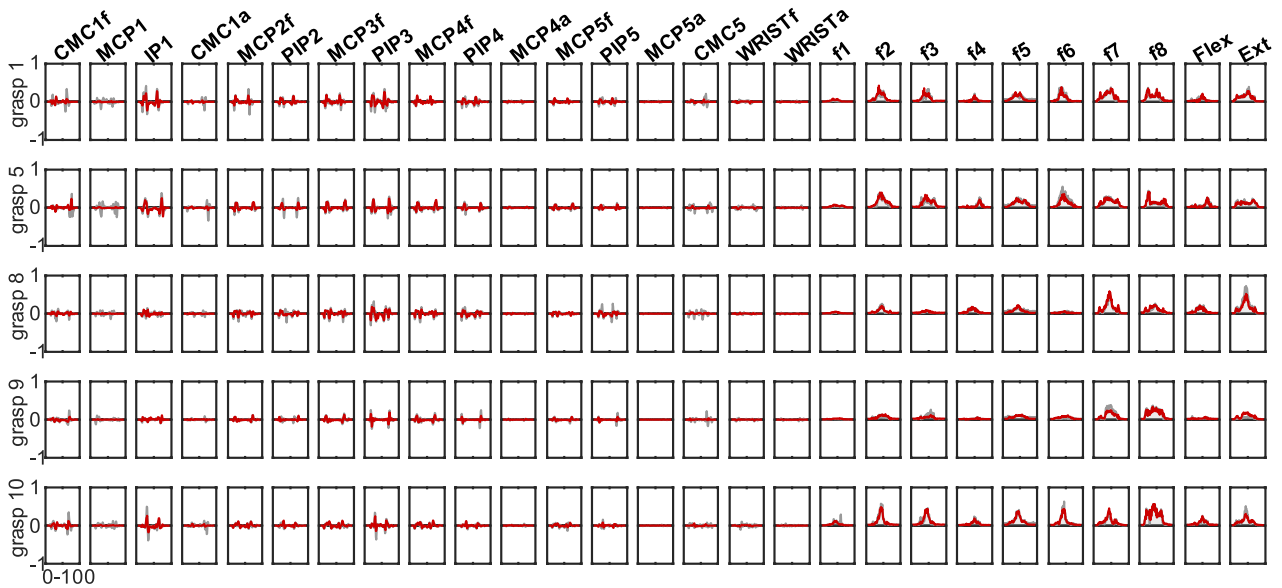 CMC1f MCP1 IP1 CMC1a MCP2f PIP2 MCP3f PIP3 MCP4f PIP4 MCP4a MCP5f PIP5 MCP5a CMC5 WRISTf WRISTa f1 f2 f3 f4 f5 f6 f7 f8 Flex Ext
grasp 1
1
0
-1
grasp 5
1
0
-1
grasp 8
1
0
-1
grasp 9
1
0
-1
grasp 10
1
0
-1
0-100